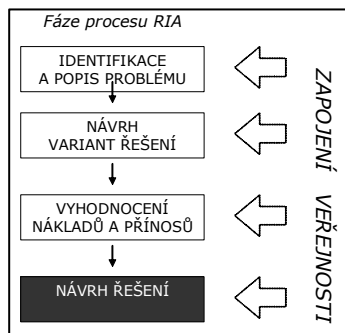 Fáze procesu RIA
IDENTIFIKACE
A POPIS PROBLÉMU
NÁVRH
VARIANT ŘEŠENÍ
VYHODNOCENÍ
NÁKLADŮ A PŘÍNOSŮ
NÁVRH ŘEŠENÍ
ZAPOJENÍ VEŘEJNOSTI